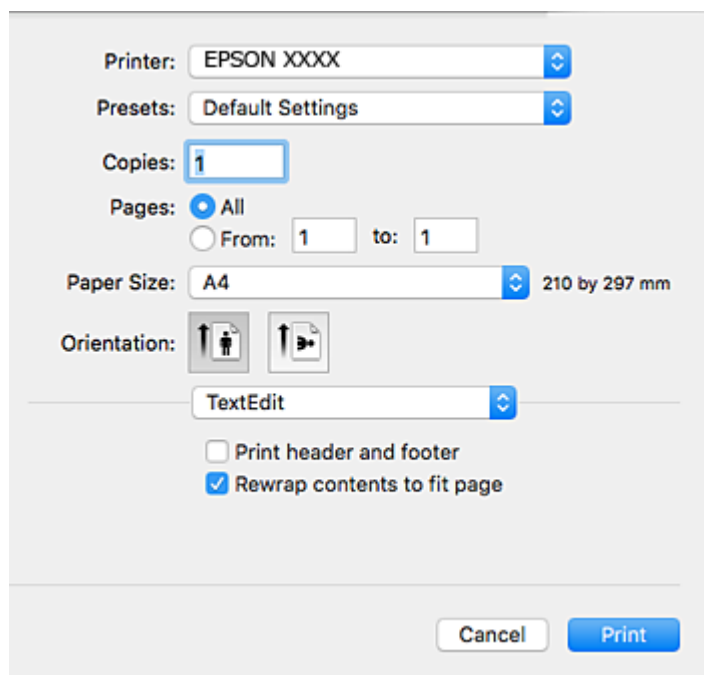 Printer: EPSON XXXX
Presets: Default Settings
Copies: 1
Pages: All
From: 1 to: 1
Paper Size: A4 210 by 297 mm
Orientation:
TextEdit
Print header and footer
Rewrap contents to fit page
Cancel Print